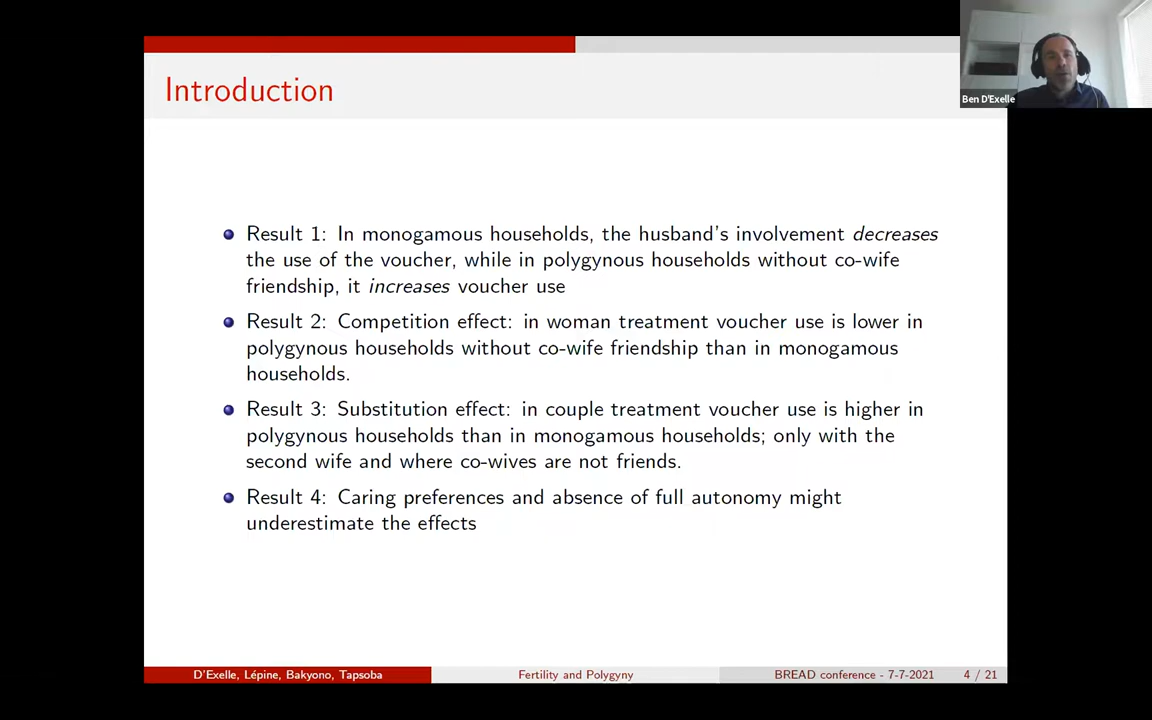 Introduction
Ben D'Exelle
Result 1: In monogamous households, the husband's involvement decreases
the use of the voucher, while in polygynous households without co-wife
friendship, it increases voucher use
Result 2: Competition effect: in woman treatment voucher use is lower in
polygynous households without co-wife friendship than in monogamous
households.
Result 3: Substitution effect: in couple treatment voucher use is higher in
polygynous households than in monogamous households; only with the
second wife and where co-wives are not friends.
Result 4: Caring preferences and absence of full autonomy might
underestimate the effects
D'Exelle, Lépine, Bakyono, Tapsoba
Fertility and Polygyny
BREAD conference - 7-7-2021
4 / 21